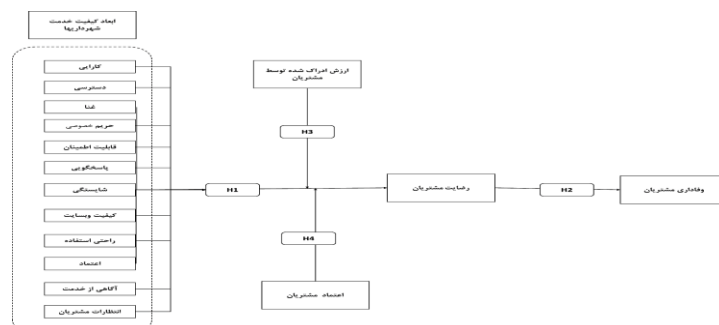 ابعاد کیفیت خدمت
شهرداریها
کارایی
دسترسی
غنا
حریم خصوصی
قابلیت اطمینان
پاسخگویی
شایستگی
کیفیت وبسایت
راحتی استفاده
اعتماد
آگاهی از خدمت
انتظارات مشتریان
H1
ارزش ادراک شده توسط
مشتریان
H3
H4
اعتماد مشتریان
رضایت مشتریان
H2
وفاداری مشتریان